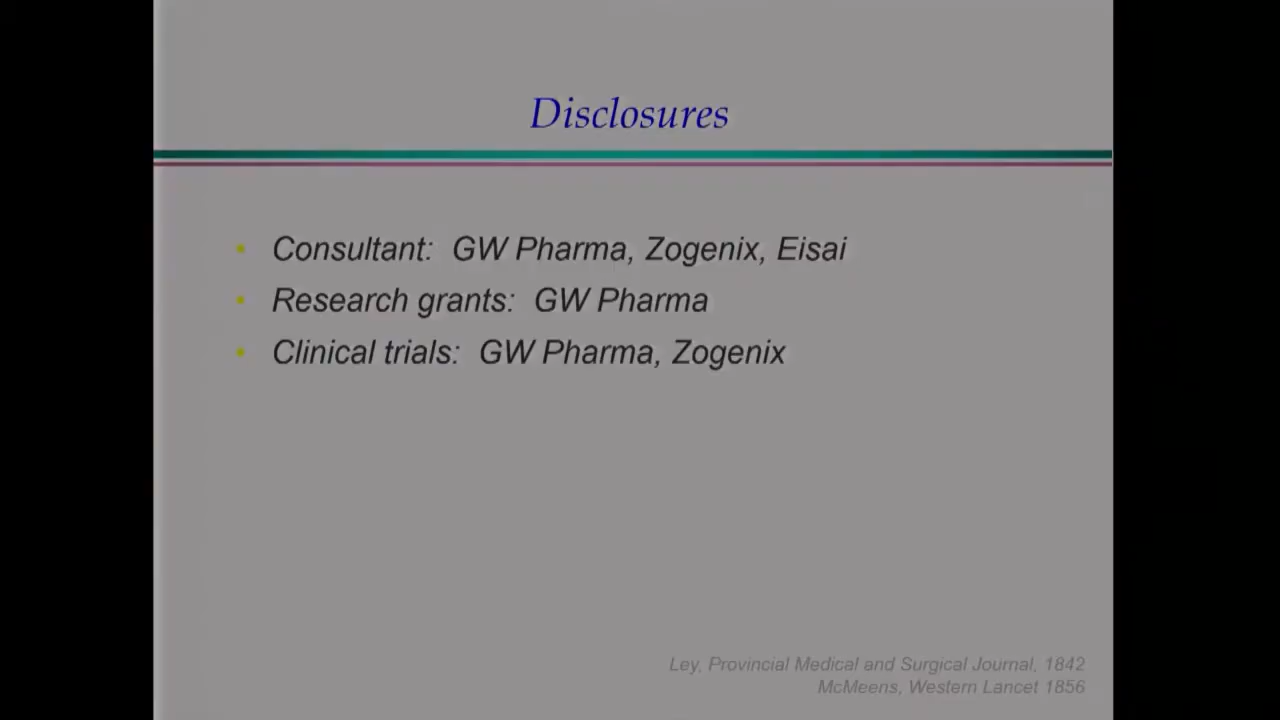 Disclosures
• Consultant: GW Pharma, Zogenix, Eisai
• Research grants: GW Pharma
• Clinical trials: GW Pharma, Zogenix
Ley, Provincial Medical and Surgical Journal, 1842
McMeens, Western Lancet 1856